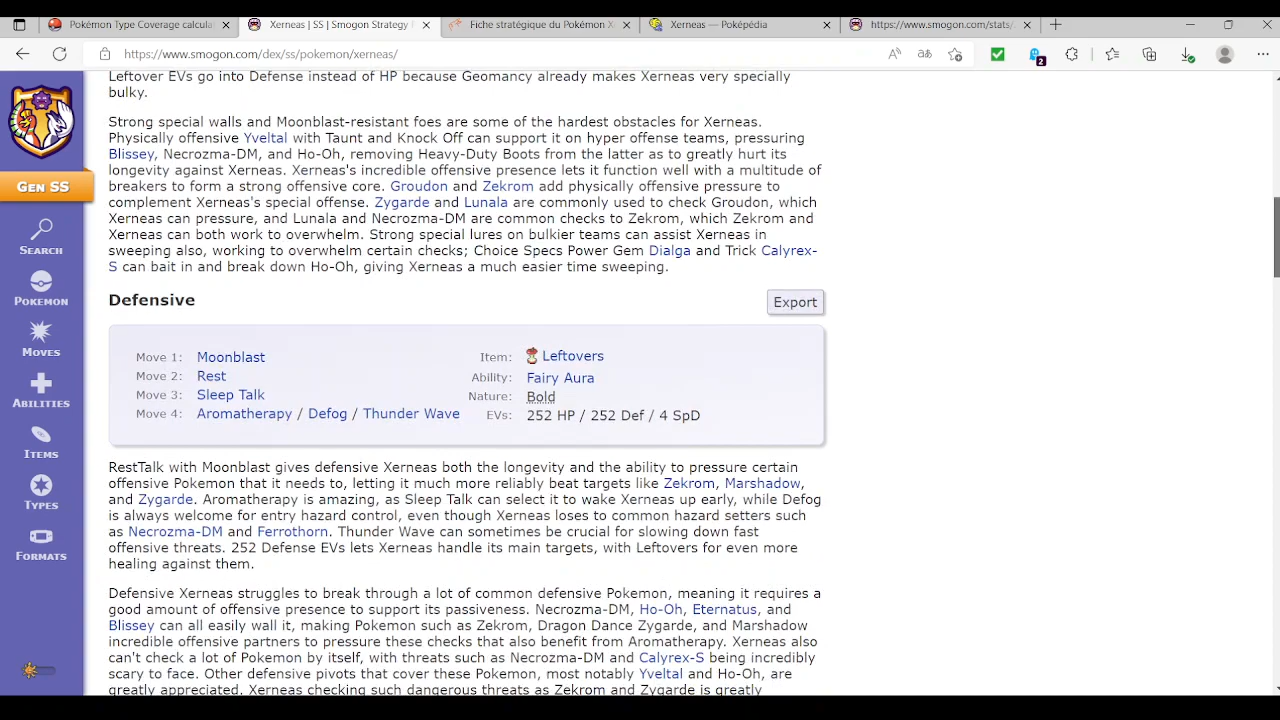 Pokémon Type Coverage calcula
Xerneas | SS | Smogon Strategy
Fiche stratégique du Pokémon X
Xerneas — Poképédia
https://www.smogon.com/stats/
https://www.smogon.com/dex/ss/pokemon/xerneas/
2
GEN SS
SEARCH
POKEMON
MOVES
ABILITIES
ITEMS
TYPES
FORMATS
Leftover EVs go into Defense instead of HP because Geomancy already makes Xerneas very specially
bulky.
Strong special walls and Moonblast-resistant foes are some of the hardest obstacles for Xerneas.
Physically offensive Yveltal with Taunt and Knock Off can support it on hyper offense teams, pressuring
Blissey, Necrozma-DM, and Ho-Oh, removing Heavy-Duty Boots from the latter as to greatly hurt its
longevity against Xerneas. Xerneas's incredible offensive presence lets it function well with a multitude of
breakers to form a strong offensive core. Groudon and Zekrom add physically offensive pressure to
complement Xerneas's special offense. Zygarde and Lunala are commonly used to check Groudon, which
Xerneas can pressure, and Lunala and Necrozma-DM are common checks to Zekrom, which Zekrom and
Xerneas can both work to overwhelm. Strong special lures on bulkier teams can assist Xerneas in
sweeping also, working to overwhelm certain checks; Choice Specs Power Gem Dialga and Trick Calyrex-
S can bait in and break down Ho-Oh, giving Xerneas a much easier time sweeping.
Defensive
Export
Move 1: Moonblast
Move 2: Rest
Move 3: Sleep Talk
Move 4: Aromatherapy / Defog / Thunder Wave
Item: Leftovers
Ability: Fairy Aura
Nature: Bold
EVs: 252 HP / 252 Def / 4 SpD
RestTalk with Moonblast gives defensive Xerneas both the longevity and the ability to pressure certain
offensive Pokemon that it needs to, letting it much more reliably beat targets like Zekrom, Marshadow,
and Zygarde. Aromatherapy is amazing, as Sleep Talk can select it to wake Xerneas up early, while Defog
is always welcome for entry hazard control, even though Xerneas loses to common hazard setters such
as Necrozma-DM and Ferrothorn. Thunder Wave can sometimes be crucial for slowing down fast
offensive threats. 252 Defense EVs lets Xerneas handle its main targets, with Leftovers for even more
healing against them.
Defensive Xerneas struggles to break through a lot of common defensive Pokemon, meaning it requires a
good amount of offensive presence to support its passiveness. Necrozma-DM, Ho-Oh, Eternatus, and
Blissey can all easily wall it, making Pokemon such as Zekrom, Dragon Dance Zygarde, and Marshadow
incredible offensive partners to pressure these checks that also benefit from Aromatherapy. Xerneas also
can't check a lot of Pokemon by itself, with threats such as Necrozma-DM and Calyrex-S being incredibly
scary to face. Other defensive pivots that cover these Pokemon, most notably Yveltal and Ho-Oh, are
greatly appreciated. Xerneas checking such dangerous threats as Zekrom and Zygarde is greatly